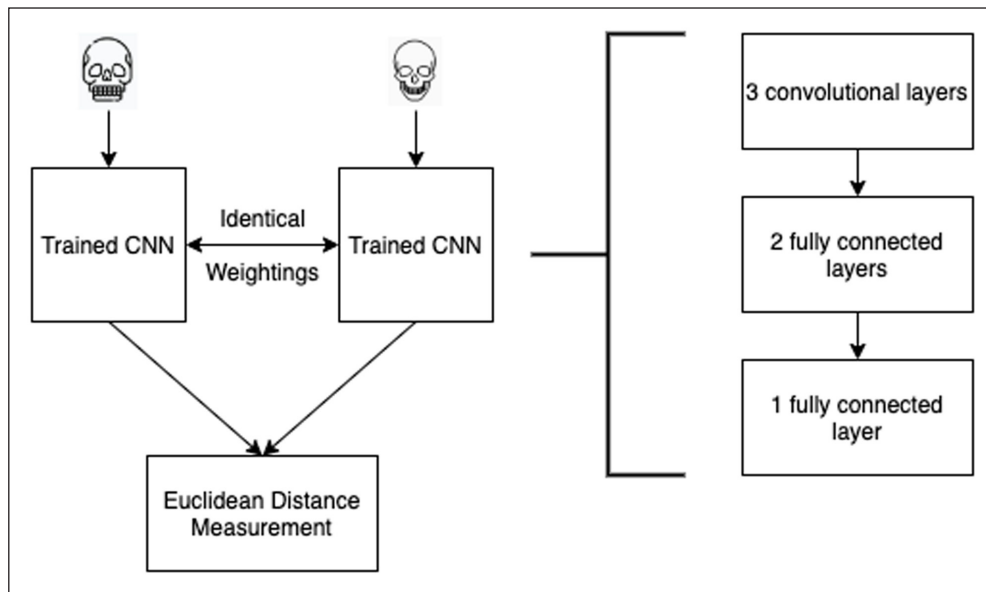 Trained CNN
Identical
Weightings
Trained CNN
Euclidean Distance
Measurement
3 convolutional layers
2 fully connected
layers
1 fully connected
layer